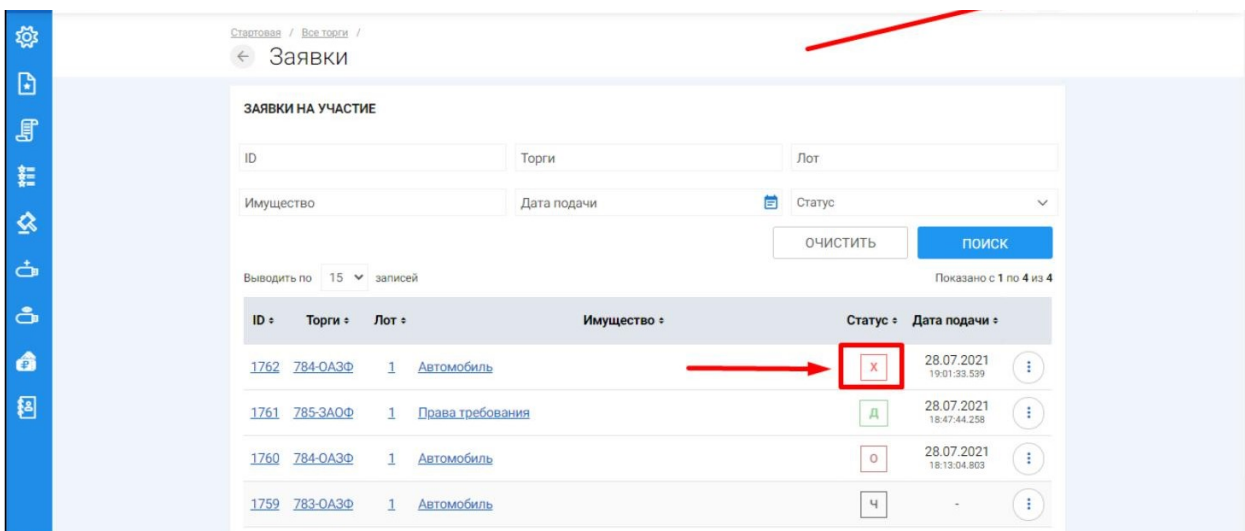 Стартовая / Все торги /
Заявки
ЗАЯВКИ НА УЧАСТИЕ
ID Торги Лот
Имущество Дата подачи Статус
ОЧИСТИТЬ ПОИСК
Выводить по 15 записей Показано с 1 по 4 из 4
ID Торги Лот Имущество Статус Дата подачи
1762 784-ОАЗФ 1 Автомобиль Х 28.07.2021
19:01:33.539
1761 785-ЗАОФ 1 Права требования Д 28.07.2021
18:47:44.258
1760 784-ОАЗФ 1 Автомобиль О 28.07.2021
18:13:04.803
1759 783-ОАЗФ 1 Автомобиль Ч -